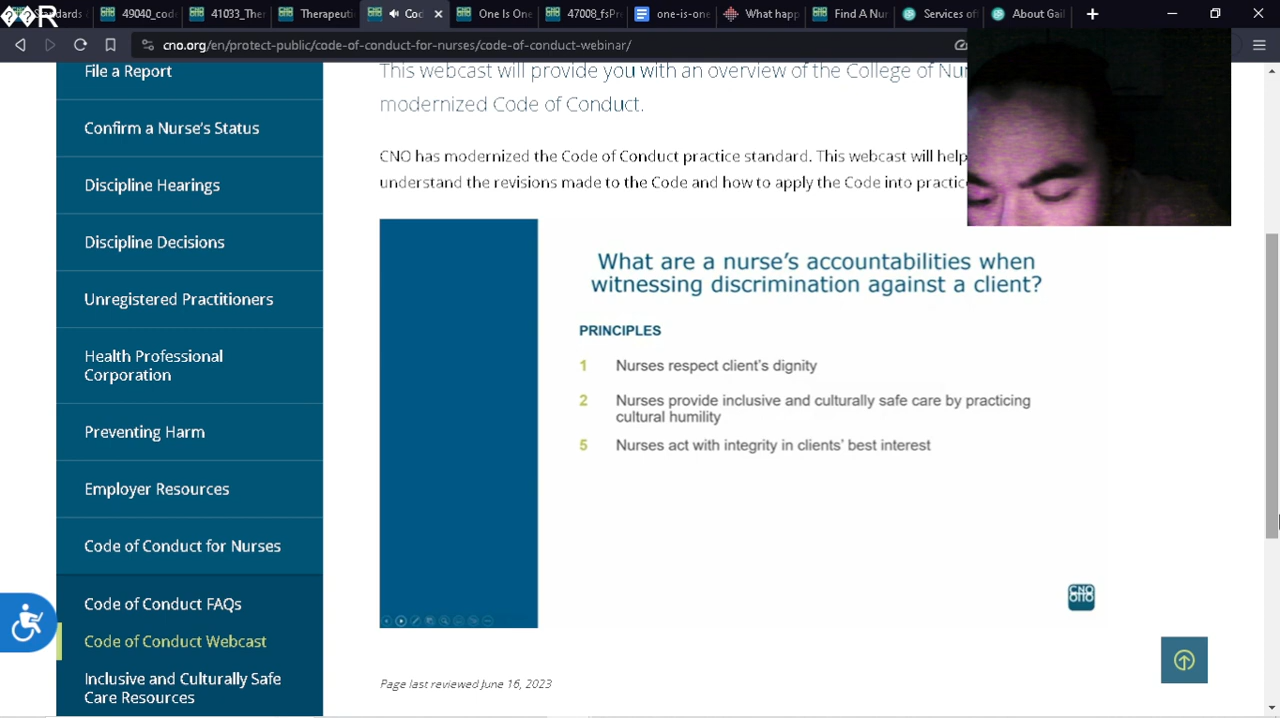 Standards
49040_cod
41033_The
Therapeuti
Cod
One Is One
47008_fsPr
one-is-one
What happ
Find A Nur
Services of
About Gail
cno.org/en/protect-public/code-of-conduct-for-nurses/code-of-conduct-webinar/
File a Report
Confirm a Nurse's Status
Discipline Hearings
Discipline Decisions
Unregistered Practitioners
Health Professional
Corporation
Preventing Harm
Employer Resources
Code of Conduct for Nurses
Code of Conduct FAQs
Code of Conduct Webcast
Inclusive and Culturally Safe
Care Resources
This webcast will provide you with an overview of the College of Nur
modernized Code of Conduct.
CNO has modernized the Code of Conduct practice standard. This webcast will help
understand the revisions made to the Code and how to apply the Code into practice
What are a nurse's accountabilities when
witnessing discrimination against a client?
PRINCIPLES
1 Nurses respect client's dignity
2 Nurses provide inclusive and culturally safe care by practicing
cultural humility
5 Nurses act with integrity in clients' best interest
CNO
OIIO
Page last reviewed June 16, 2023